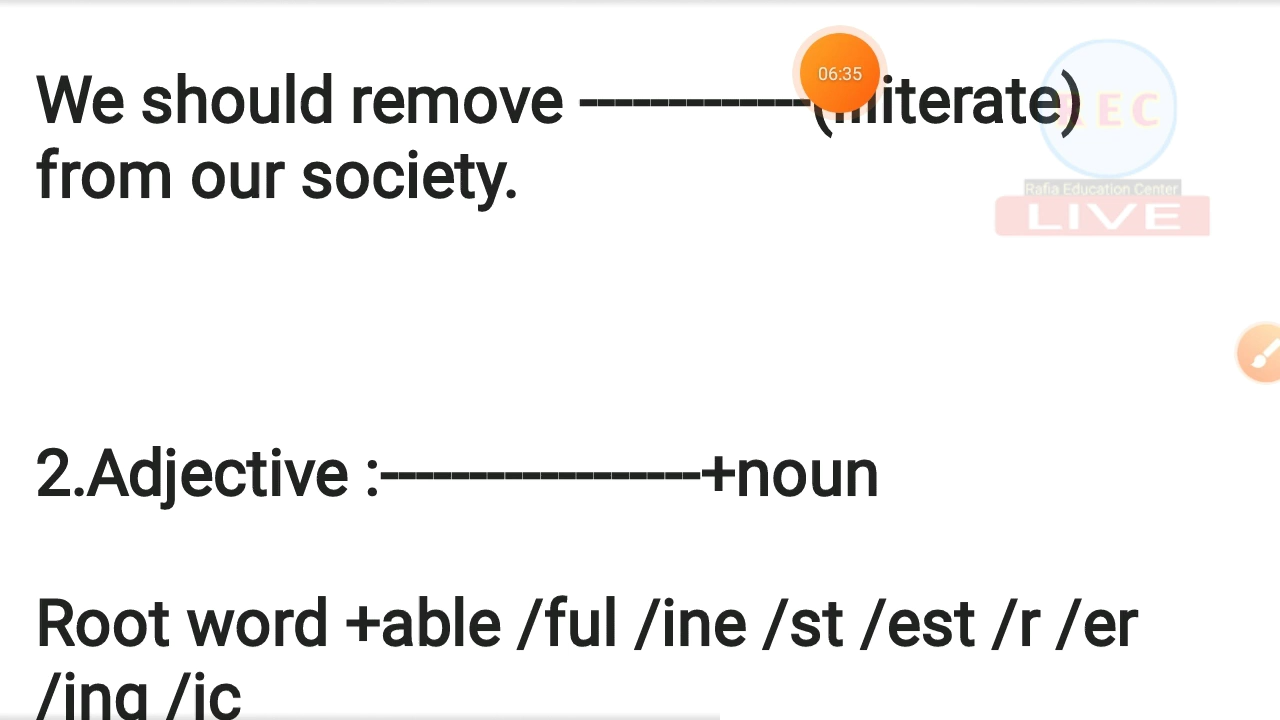 We should remove -------------(illiterate)
from our society.
06:35
REC
Rafia Education Center
LIVE
2.Adjective :------------------+noun
Root word +able /ful /ine /st /est /r /er
/ing /ic